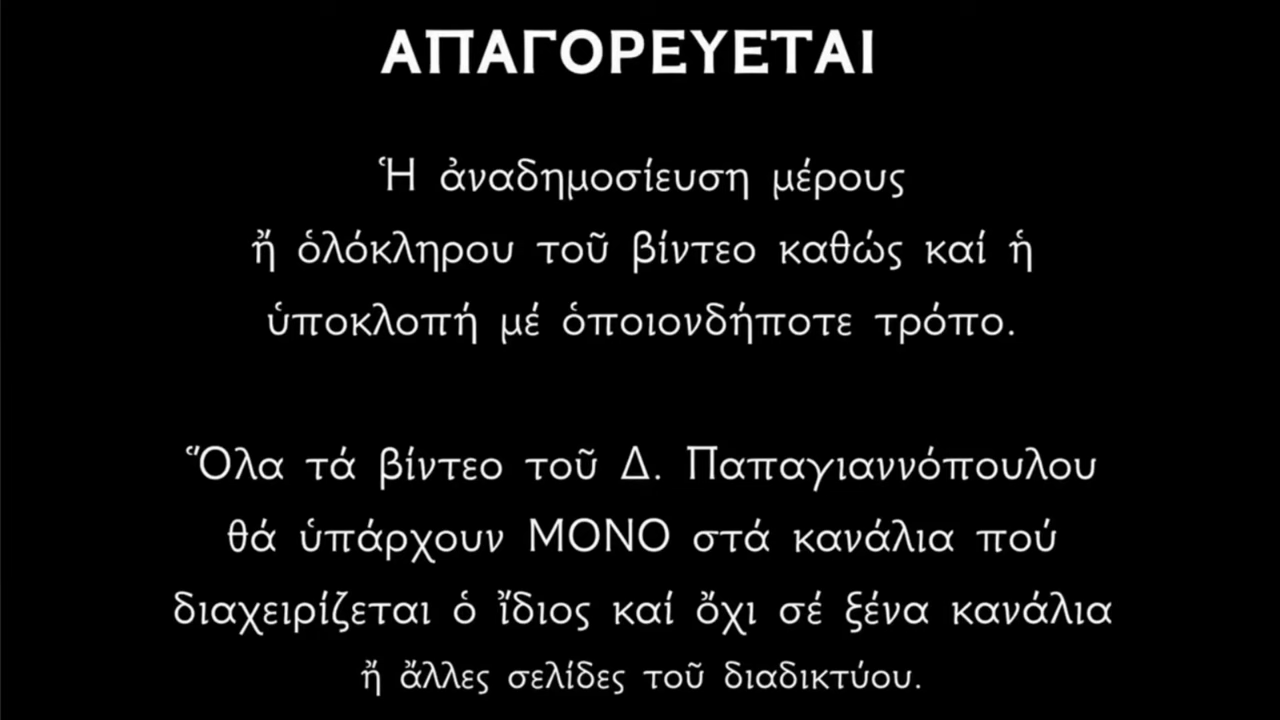 ΑΠΑΓΟΡΕΥΕΤΑΙ
Ἡ ἀναδημοσίευση μέρους
ἤ ὁλόκληρου τοῦ βίντεο καθώς καί ἡ
ὑποκλοπή μέ ὁποιονδήποτε τρόπο.
Ὅλα τά βίντεο τοῦ Δ. Παπαγιαννόπουλου
θά ὑπάρχουν ΜΟΝΟ στά κανάλια πού
διαχειρίζεται ὁ ἴδιος καί ὄχι σέ ξένα κανάλια
ἤ ἄλλες σελίδες τοῦ διαδικτύου.